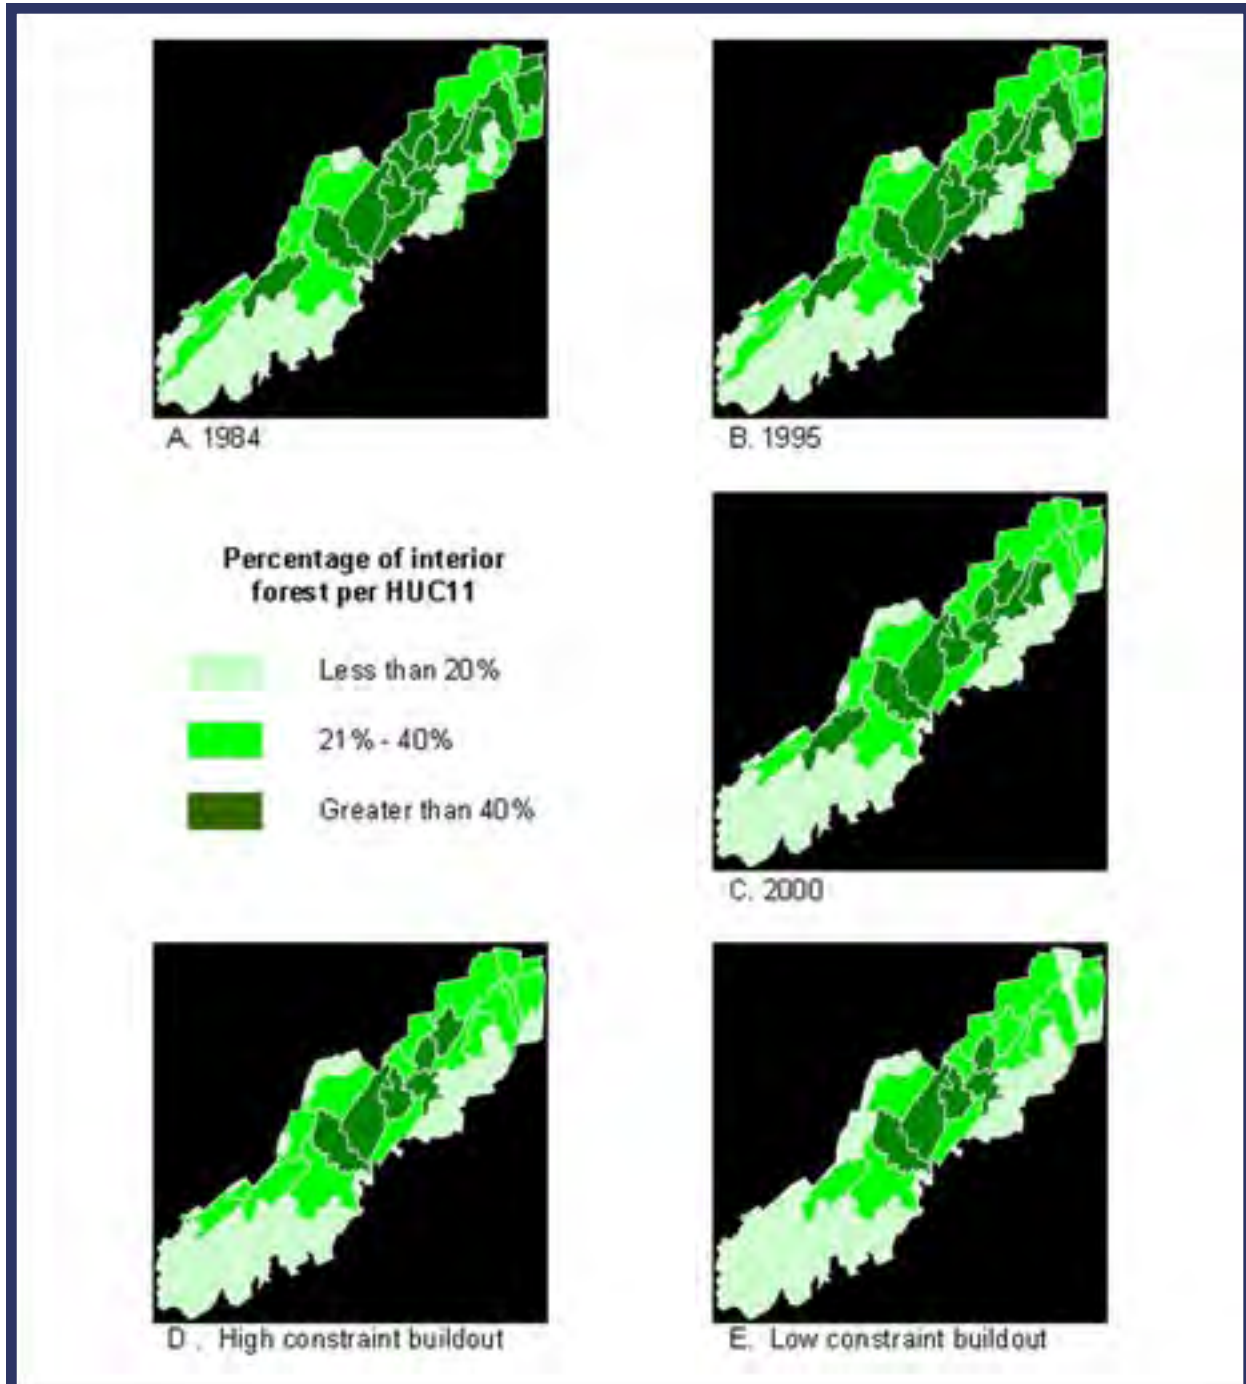 A. 1984
B. 1995
Percentage of interior
forest per HUC11
Less than 20%
21% - 40%
Greater than 40%
C. 2000
D . High constraint buildout
E. Low constraint buildout